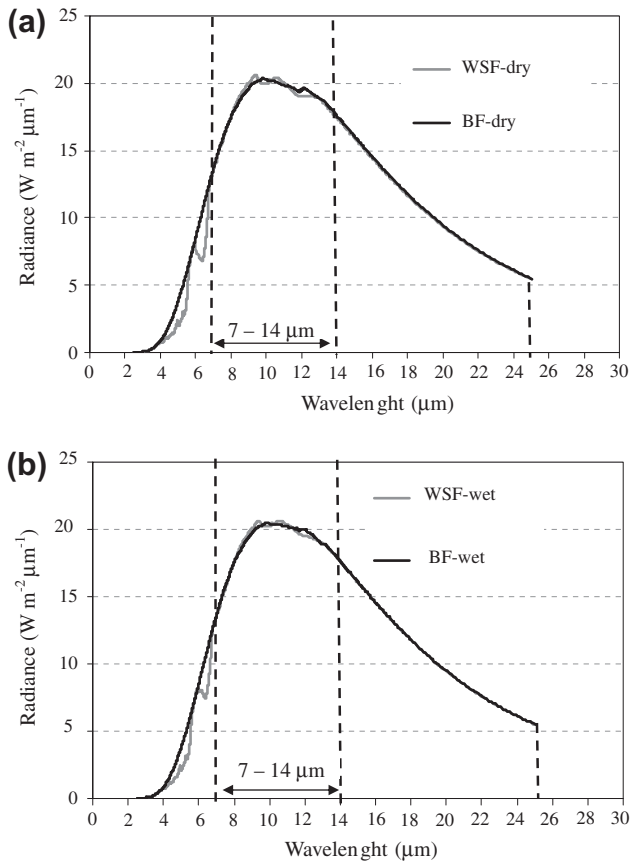 (a)
25
20
15
10
5
0
Radiance (W m⁻² µm⁻¹)
WSF-dry
BF-dry
7 – 14 µm
0 2 4 6 8 10 12 14 16 18 20 22 24 26 28 30
Wavelen ght (µm)
(b)
25
20
15
10
5
0
Radiance (W m⁻² µm⁻¹)
WSF-wet
BF-wet
7 – 14 µm
0 2 4 6 8 10 12 14 16 18 20 22 24 26 28 30
Wavelenght (µm)